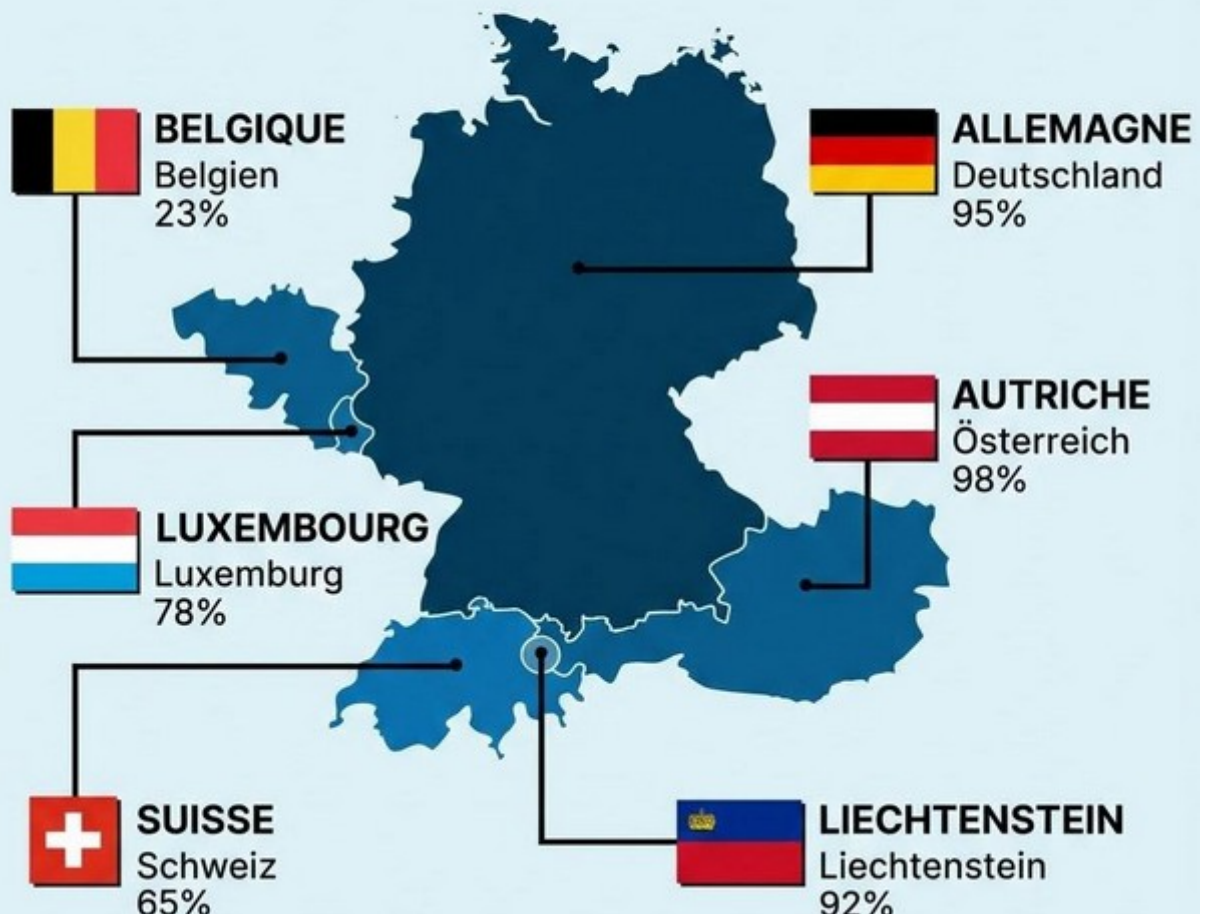 BELGIQUE
Belgien
23%
ALLEMAGNE
Deutschland
95%
AUTRICHE
Österreich
98%
LUXEMBOURG
Luxemburg
78%
SUISSE
Schweiz
65%
LIECHTENSTEIN
Liechtenstein
92%